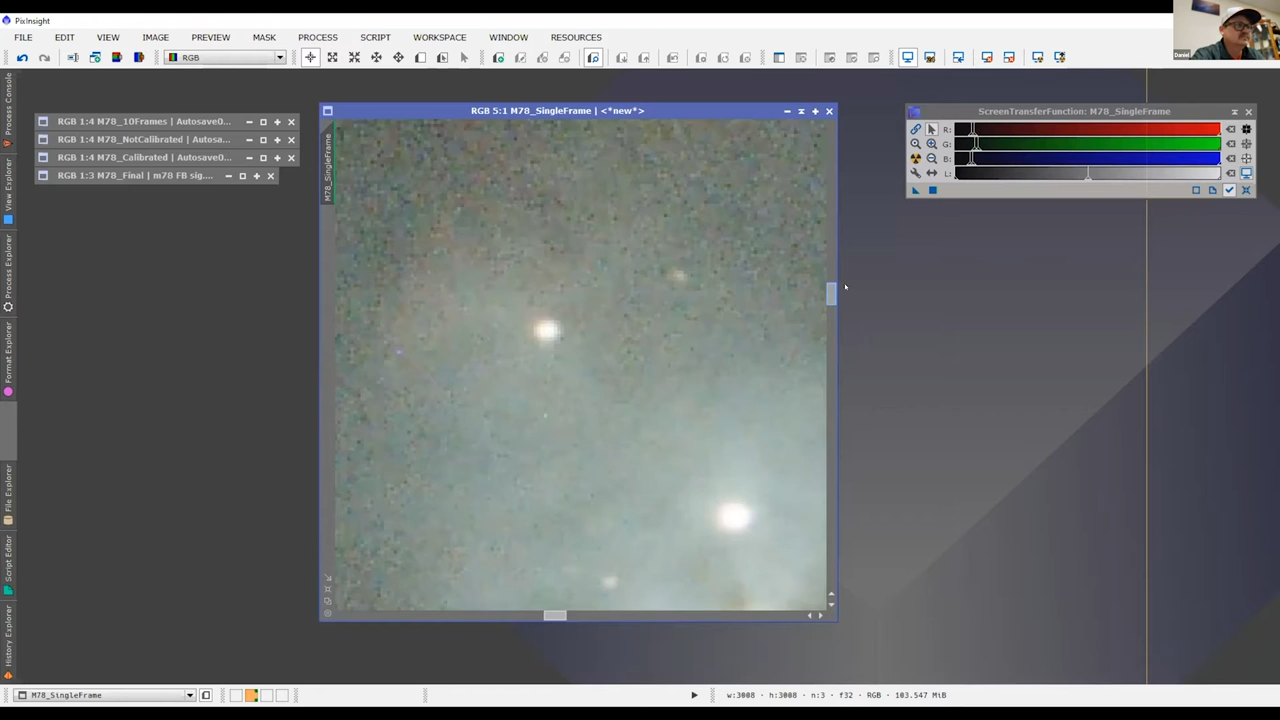 PixInsight
FILE EDIT VIEW IMAGE PREVIEW MASK PROCESS SCRIPT WORKSPACE WINDOW RESOURCES
Daniel
RGB
Process Console
View Explorer
Process Explorer
Format Explorer
File Explorer
Script Editor
History Explorer
RGB 1:4 M78_10Frames | Autosave0...
RGB 1:4 M78_NotCalibrated | Autosa...
RGB 1:4 M78_Calibrated | Autosave0...
RGB 1:3 M78_Final | m78 FB sig....
RGB 5:1 M78_SingleFrame | <*new*>
M78_SingleFrame
ScreenTransferFunction: M78_SingleFrame
R:
G:
B:
L:
M78_SingleFrame
w:3008 · h:3008 · n:3 · f32 · RGB · 103.547 MiB